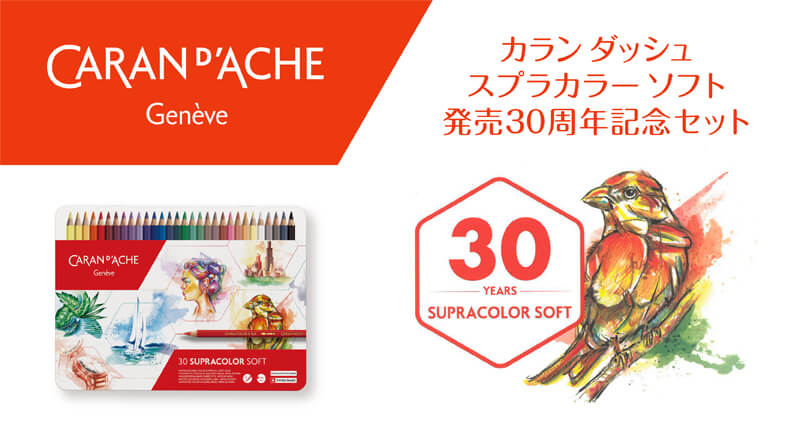 CARAN D'ACHE
Genève
カラン ダッシュ
スプラカラー ソフト
発売30周年記念セット
30
YEARS
SUPRACOLOR SOFT
CARAN D'ACHE
Genève
30 SUPRACOLOR SOFT